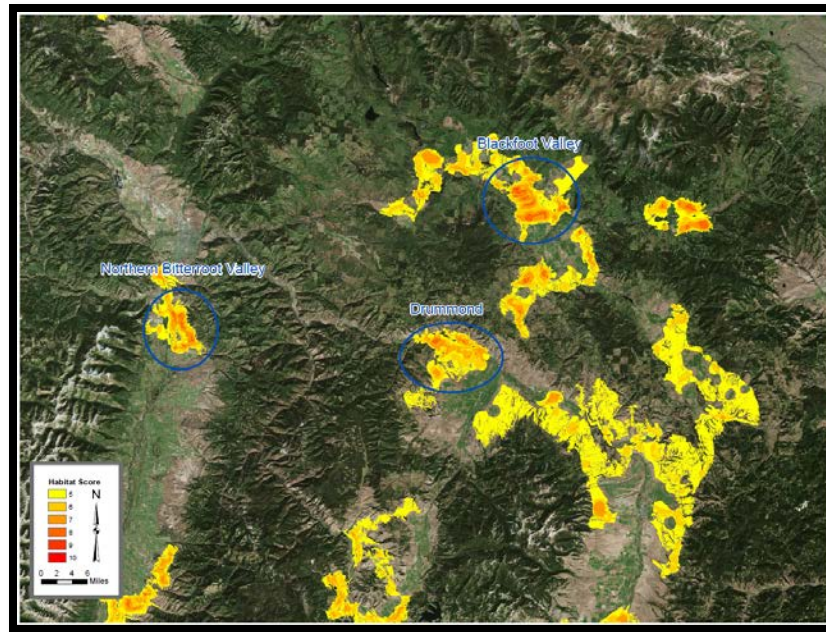 Blackfoot Valley
Northern Bitterroot Valley
Drummond
Habitat Score
5
6
7
8
9
10
N
0 2 4 6
Miles